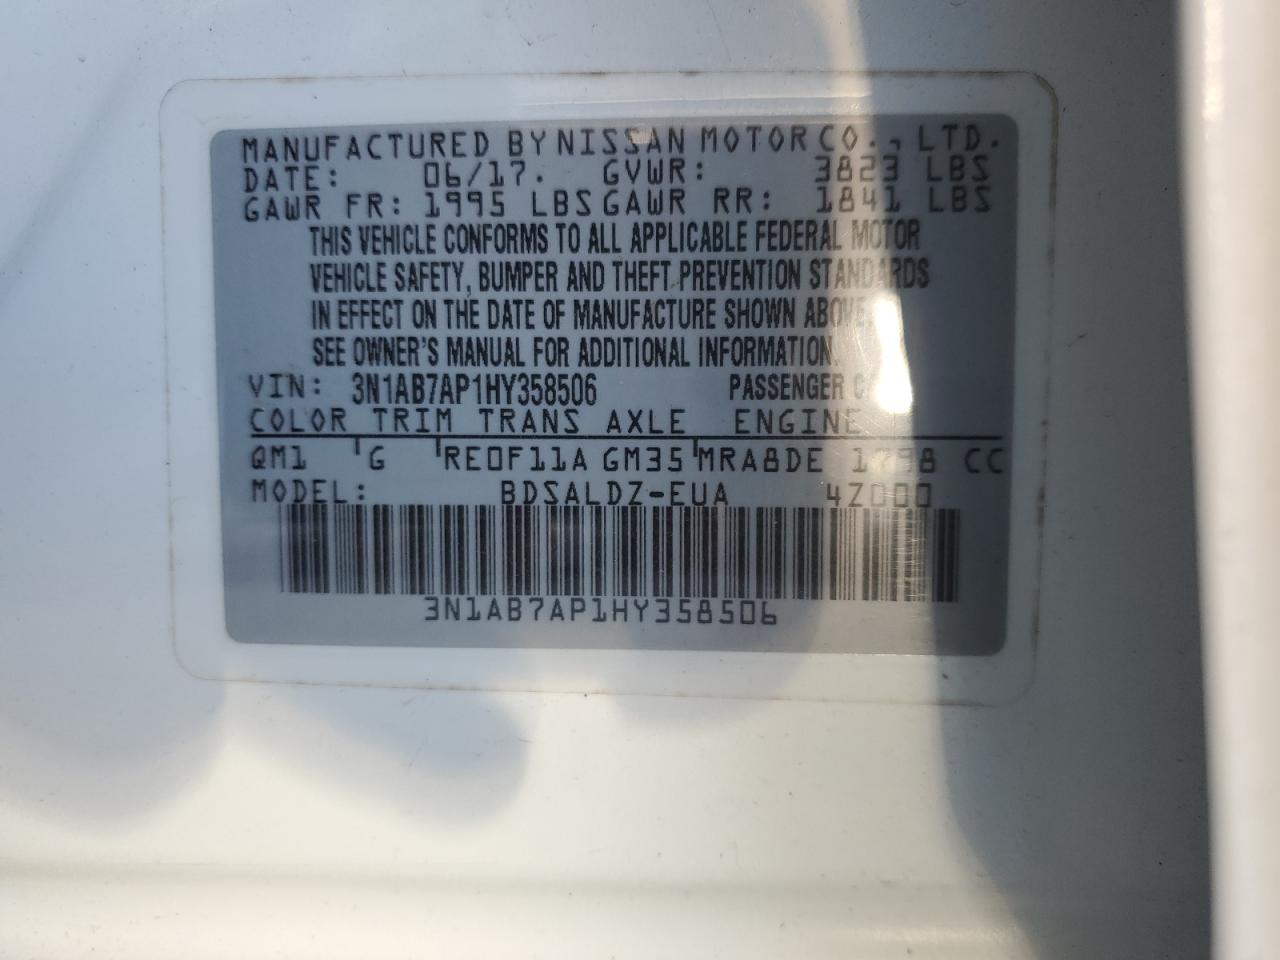 MANUFACTURED BY NISSAN MOTOR CO., LTD.
DATE: 06/17. GVWR: 3823 LBS
GAWR FR: 1995 LBS GAWR RR: 1841 LBS
THIS VEHICLE CONFORMS TO ALL APPLICABLE FEDERAL MOTOR
VEHICLE SAFETY, BUMPER AND THEFT PREVENTION STANDARDS
IN EFFECT ON THE DATE OF MANUFACTURE SHOWN ABOVE.
SEE OWNER'S MANUAL FOR ADDITIONAL INFORMATION.
VIN: 3N1AB7AP1HY358506 PASSENGER
COLOR TRIM TRANS AXLE ENGINE
QM1 G RE0F11A GM35 MRA8DE 1798 CC
MODEL: BDSALDZ-EUA 4Z000
3N1AB7AP1HY358506